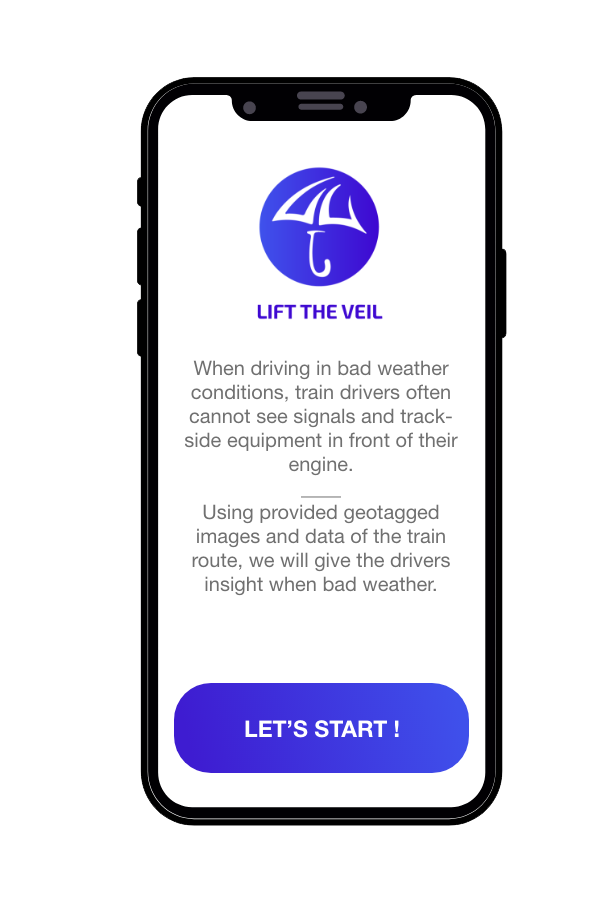 LIFT THE VEIL
When driving in bad weather
conditions, train drivers often
cannot see signals and track-
side equipment in front of their
engine.
Using provided geotagged
images and data of the train
route, we will give the drivers
insight when bad weather.
LET’S START !